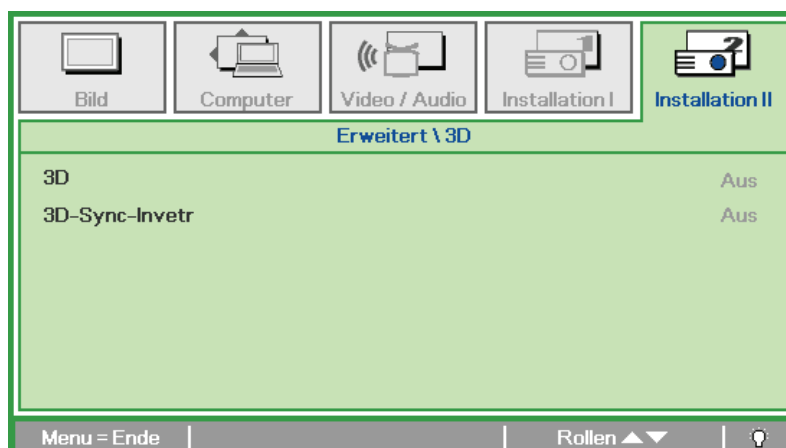 Bild
Computer
Video / Audio
Installation I
Installation II
Erweitert \ 3D
3D Aus
3D-Sync-Invetr Aus
Menu = Ende Rollen